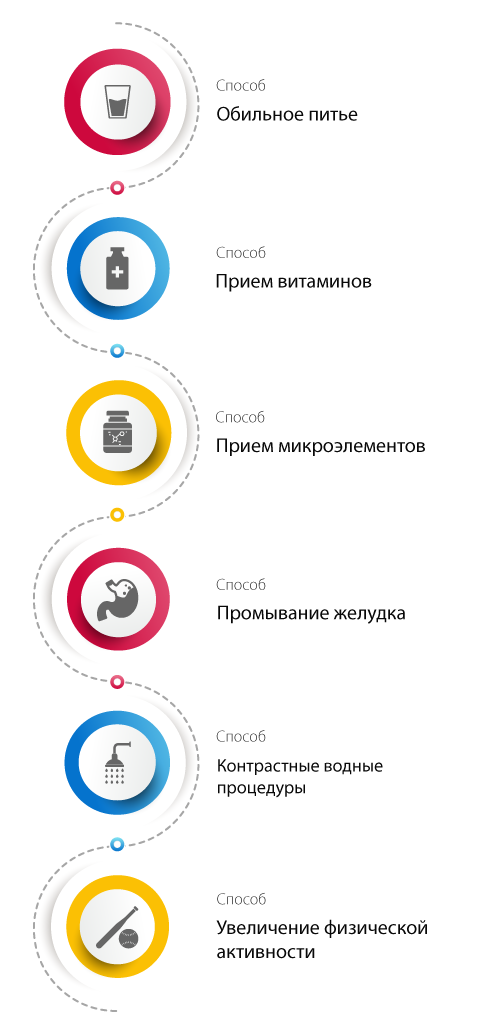 Способ
Обильное питье
Способ
Прием витаминов
Способ
Прием микроэлементов
Способ
Промывание желудка
Способ
Контрастные водные
процедуры
Способ
Увеличение физической
активности